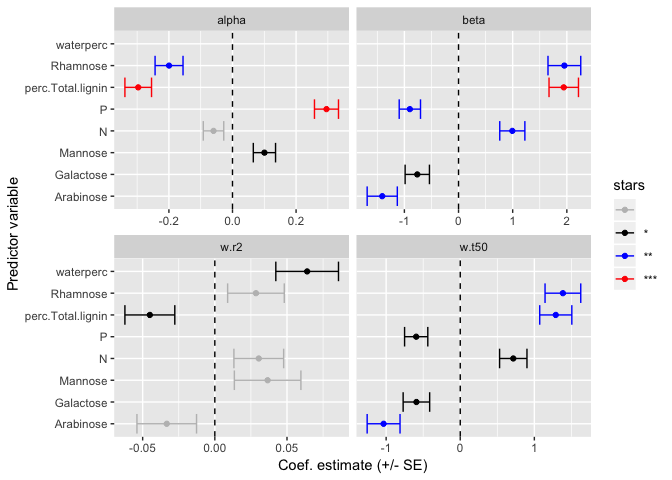 alpha beta
waterperc
Rhamnose
perc.Total.lignin
P
N
Mannose
Galactose
Arabinose
-0.2 0.0 0.2 -1 0 1 2
w.r2 w.t50
waterperc
Rhamnose
perc.Total.lignin
P
N
Mannose
Galactose
Arabinose
-0.05 0.00 0.05 -1 0 1
Coef. estimate (+/- SE)
Predictor variable
stars
*
**
***